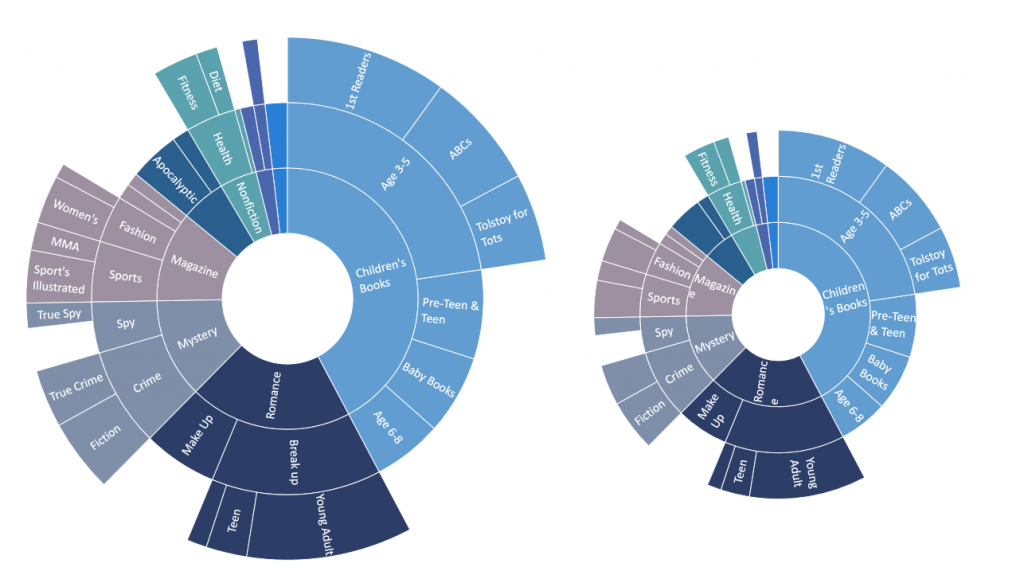 1st Readers
ABCs
Tolstoy for
Tots
Age 3-5
Children's
Books
Pre-Teen &
Teen
Baby Books
Age 6-8
Romance
Break up
Make Up
Young Adult
Teen
Mystery
Crime
Spy
True Crime
Fiction
True Spy
Magazine
Sports
Fashion
Sport's
Illustrated
MMA
Women's
Apocalyptic
Nonfiction
Health
Fitness
Diet
1st
Readers
ABCs
Tolstoy
for Tots
Age 3-5
Children
's Books
Pre-Teen
& Teen
Baby
Books
Age 6-8
Romanc
e
Make
Up
Young
Adult
Teen
Mystery
Crime
Spy
Fiction
Magazin
e
Sports
Fashion
Health
Fitness